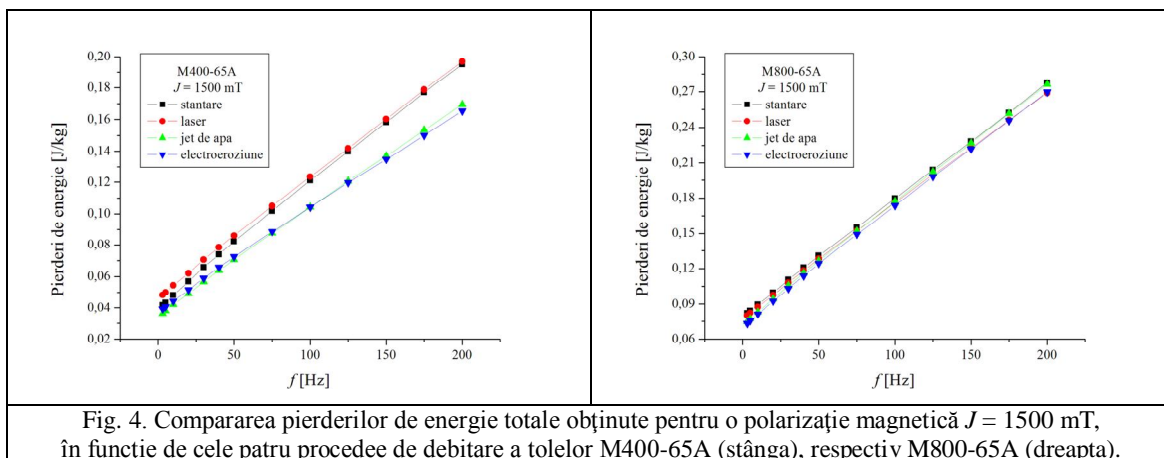 0,20
0,18
0,16
0,14
0,12
0,10
0,08
0,06
0,04
0,02
Pierderi de energie [J/kg]
M400-65A
J = 1500 mT
stantare
laser
jet de apa
electroeroziune
0 50 100 150 200
f [Hz]
0,30
0,27
0,24
0,21
0,18
0,15
0,12
0,09
0,06
Pierderi de energie [J/kg]
M800-65A
J = 1500 mT
stantare
laser
jet de apa
electroeroziune
0 50 100 150 200
f [Hz]
Fig. 4. Compararea pierderilor de energie totale obținute pentru o polarizaţie magnetică J = 1500 mT,
în funcție de cele patru procedee de debitare a tolelor M400-65A (stânga), respectiv M800-65A (dreapta).